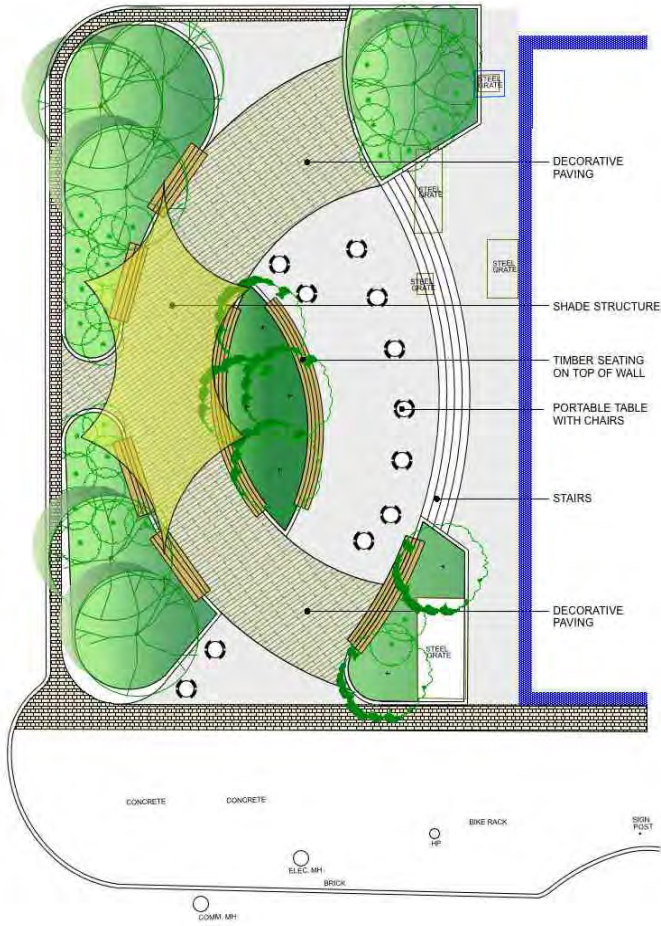 STEEL
GRATE
DECORATIVE
PAVING
STEEL
GRATE
STEEL
GRATE
STEEL
GRATE
SHADE STRUCTURE
TIMBER SEATING
ON TOP OF WALL
PORTABLE TABLE
WITH CHAIRS
STAIRS
DECORATIVE
PAVING
STEEL
GRATE
CONCRETE
CONCRETE
BIKE RACK
SIGN
POST
HP
ELEC. MH
BRICK
COMM. MH